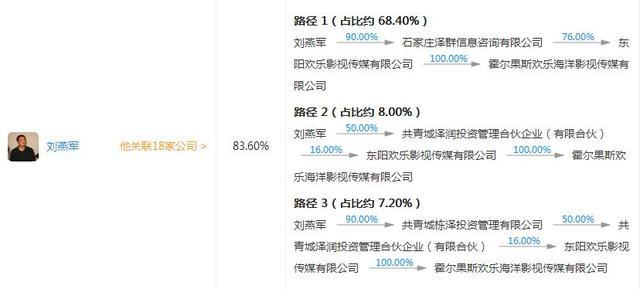 路径 1（占比约 68.40%）
刘燕军 90.00% 石家庄泽群信息咨询有限公司 76.00% 东
阳欢乐影视传媒有限公司 100.00% 霍尔果斯欢乐海洋影视传媒有
限公司
路径 2（占比约 8.00%）
刘燕军 50.00% 共青城泽润投资管理合伙企业（有限合伙）
16.00% 东阳欢乐影视传媒有限公司 100.00% 霍尔果斯欢
乐海洋影视传媒有限公司
刘燕军 他关联18家公司 > 83.60%
路径 3（占比约 7.20%）
刘燕军 90.00% 共青城栋泽投资管理有限公司 50.00% 共
青城泽润投资管理合伙企业（有限合伙） 16.00% 东阳欢乐影视
传媒有限公司 100.00% 霍尔果斯欢乐海洋影视传媒有限公司